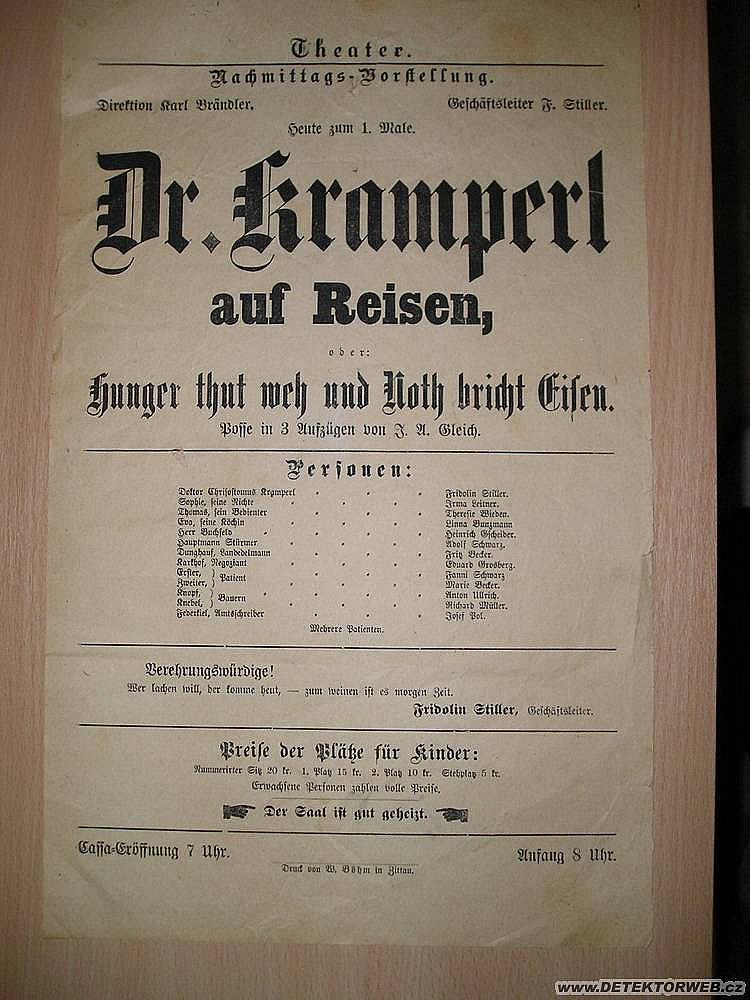 Theater.
Nachmittags-Vorstellung.
Direktion Karl Brändler. Geschäftsleiter F. Stiller.
Heute zum 1. Male.
Dr. Kramperl
auf Reisen,
oder:
Hunger thut weh und Noth bricht Eisen.
Posse in 3 Aufzügen von J. A. Gleich.
Personen:
Doktor Chrisostomus Kramperl Fridolin Stiller.
Sophie, seine Nichte Irma Leitner.
Thomas, sein Bedienter Therese Wieden.
Eva, seine Köchin Linna Bunzmann
Herr Buchfeld Heinrich Gscheider.
Hauptmann Stürmer Adolf Schwarz.
Dunghauf, Landedelmann Fritz Becker.
Karkhof, Negoziant Eduard Grosberg.
Erster, } Patient Fanni Schwarz
Zweiter, } Marie Becker.
Knopf, } Bauern Anton Ullrich.
Knebel, } Richard Müller.
Federkiel, Amtsschreiber Josef Pol.
Mehrere Patienten.
Verehrungswürdige!
Wer lachen will, der komme heut, — zum weinen ist es morgen Zeit.
Fridolin Stiller, Geschäftsleiter.
Preise der Plätze für Kinder:
Nummerirter Sitz 20 kr. 1. Platz 15 kr. 2. Platz 10 kr. Stehplatz 5 kr.
Erwachsene Personen zahlen volle Preise.
Der Saal ist gut geheizt.
Cassa-Eröffnung 7 Uhr. Anfang 8 Uhr.
Druck von W. Böhm in Zittau.
www.DETEKTORWEB.cz